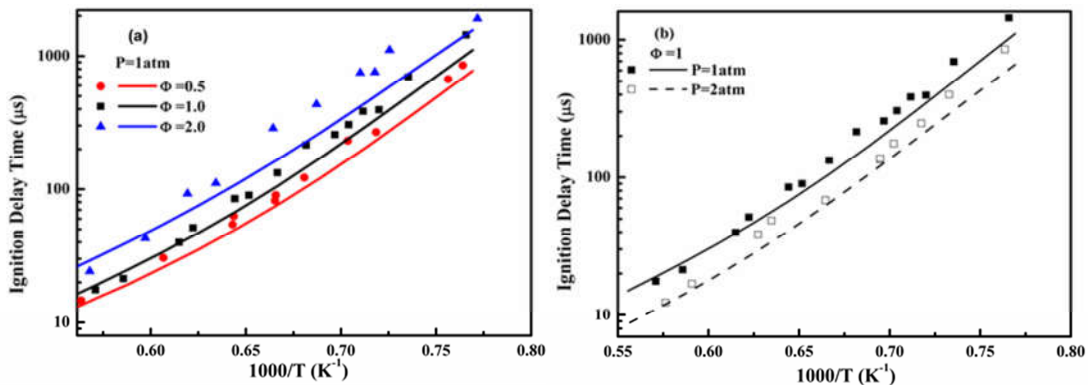 (a)
P=1atm
Φ=0.5
Φ=1.0
Φ=2.0
1000
100
10
0.60 0.65 0.70 0.75 0.80
Ignition Delay Time (μs)
1000/T (K⁻¹)
(b)
Φ=1
P=1atm
P=2atm
1000
100
10
0.55 0.60 0.65 0.70 0.75 0.80
Ignition Delay Time (μs)
1000/T (K⁻¹)